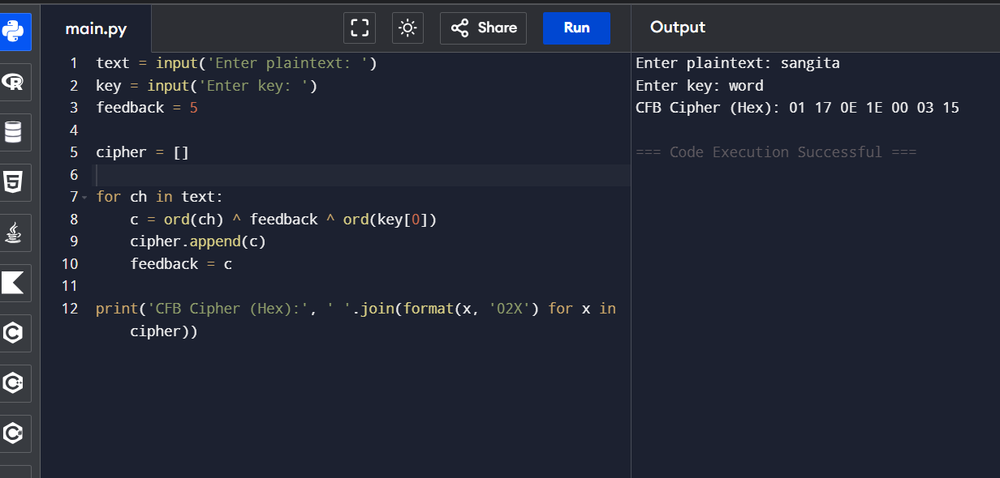 main.py
Share
Run
Output
1 text = input('Enter plaintext: ')
2 key = input('Enter key: ')
3 feedback = 5
4
5 cipher = []
6
7 for ch in text:
8     c = ord(ch) ^ feedback ^ ord(key[0])
9     cipher.append(c)
10     feedback = c
11
12 print('CFB Cipher (Hex):', ' '.join(format(x, '02X') for x in
    cipher))
Enter plaintext: sangita
Enter key: word
CFB Cipher (Hex): 01 17 0E 1E 00 03 15
=== Code Execution Successful ===